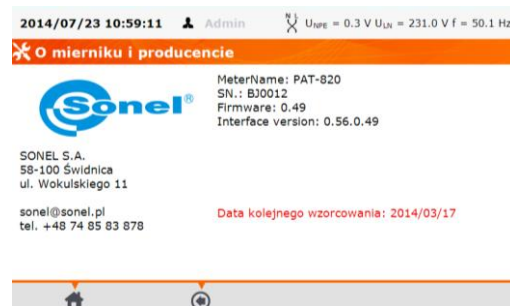 2014/07/23 10:59:11 Admin N L U_NPE = 0.3 V U_LN = 231.0 V f = 50.1 Hz
O mierniku i producencie
Sonel®
MeterName: PAT-820
SN.: BJ0012
Firmware: 0.49
Interface version: 0.56.0.49
SONEL S.A.
58-100 Świdnica
ul. Wokulskiego 11
sonel@sonel.pl
tel. +48 74 85 83 878
Data kolejnego wzorcowania: 2014/03/17